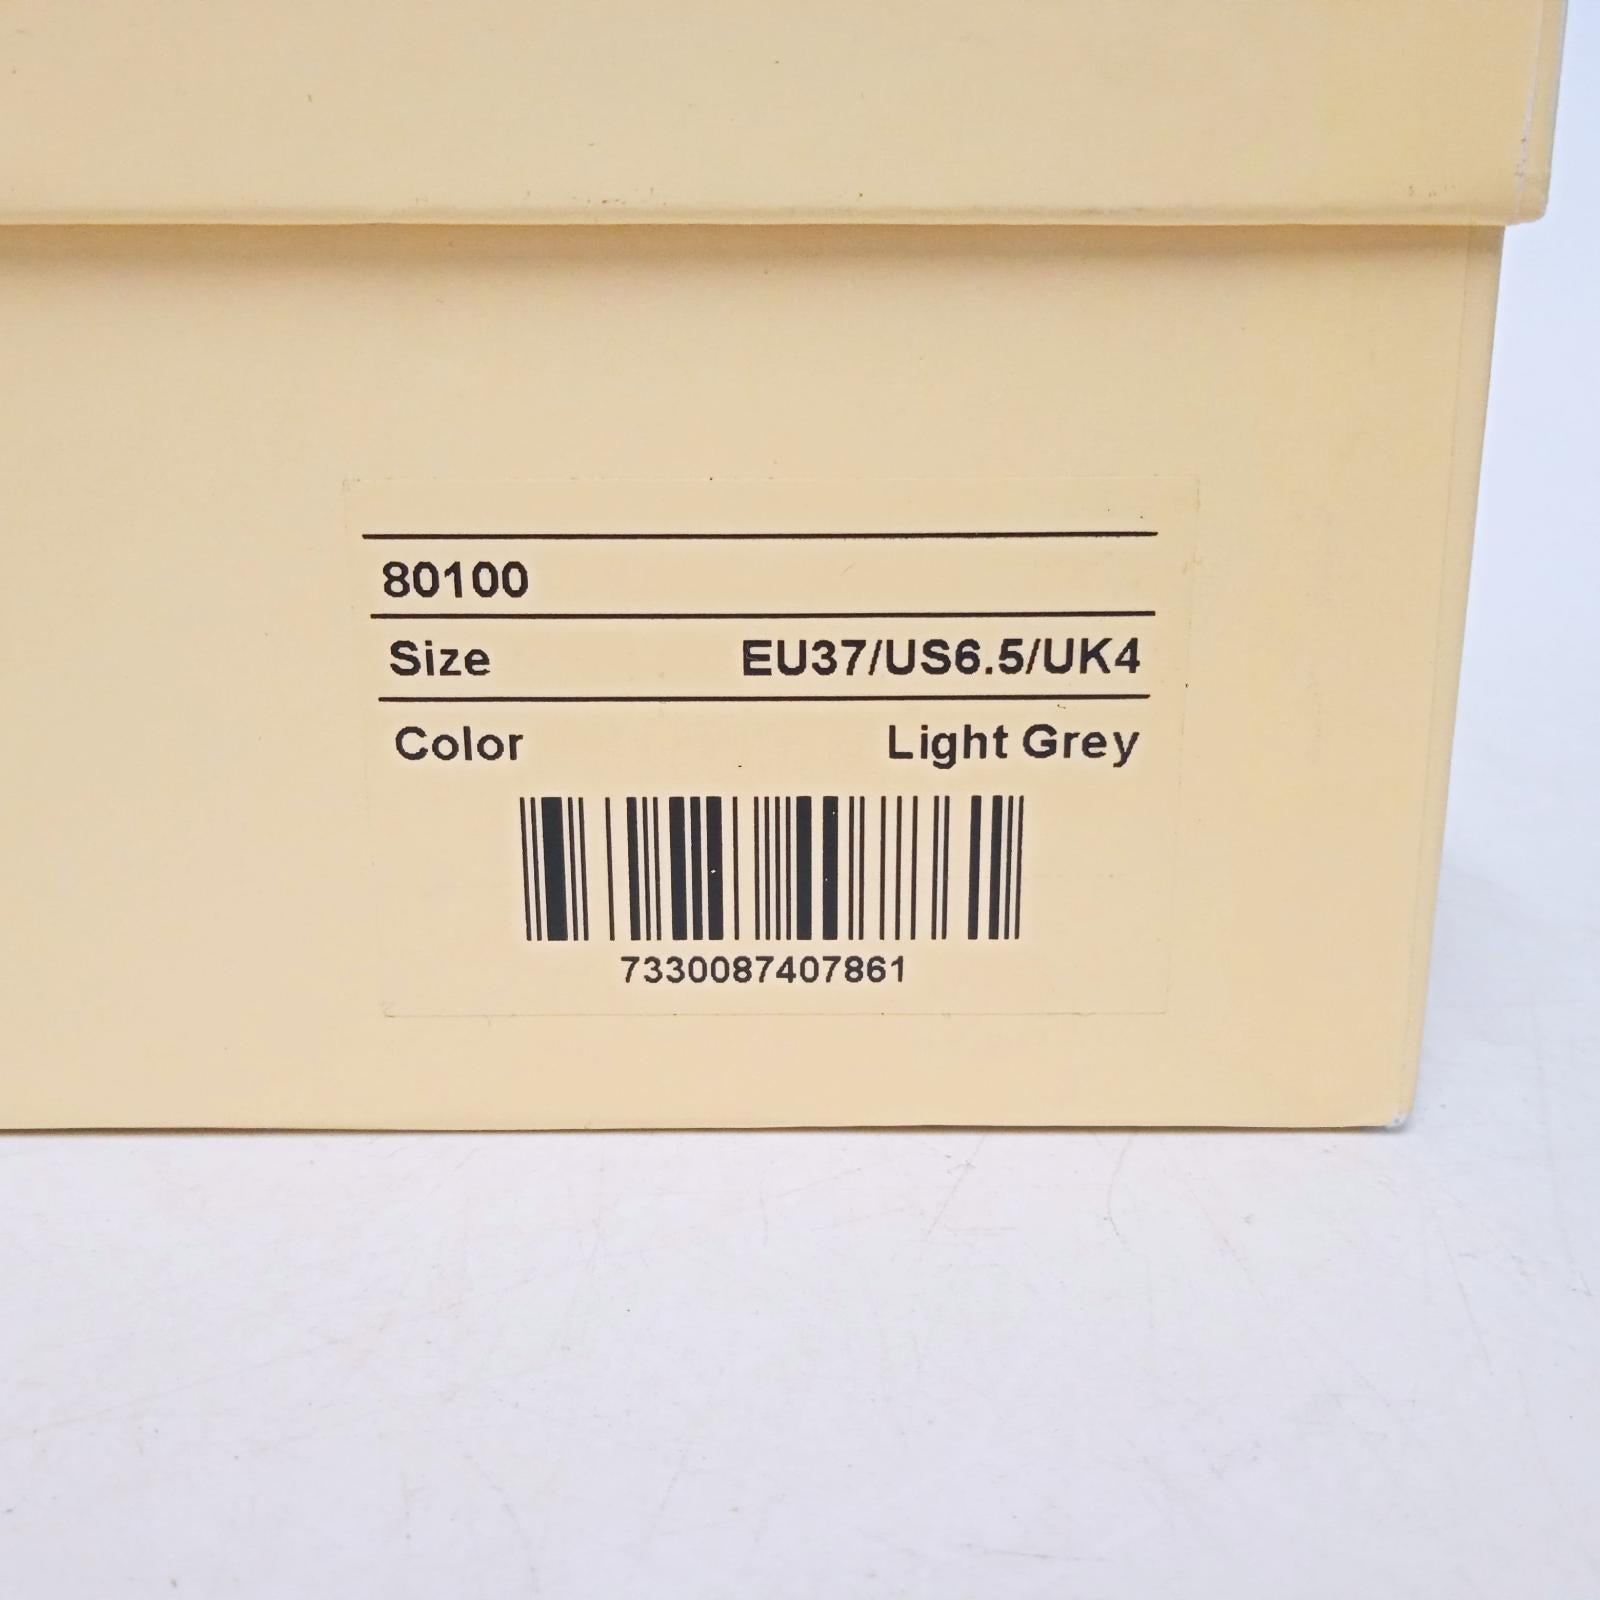 80100
Size EU37/US6.5/UK4
Color Light Grey
7330087407861